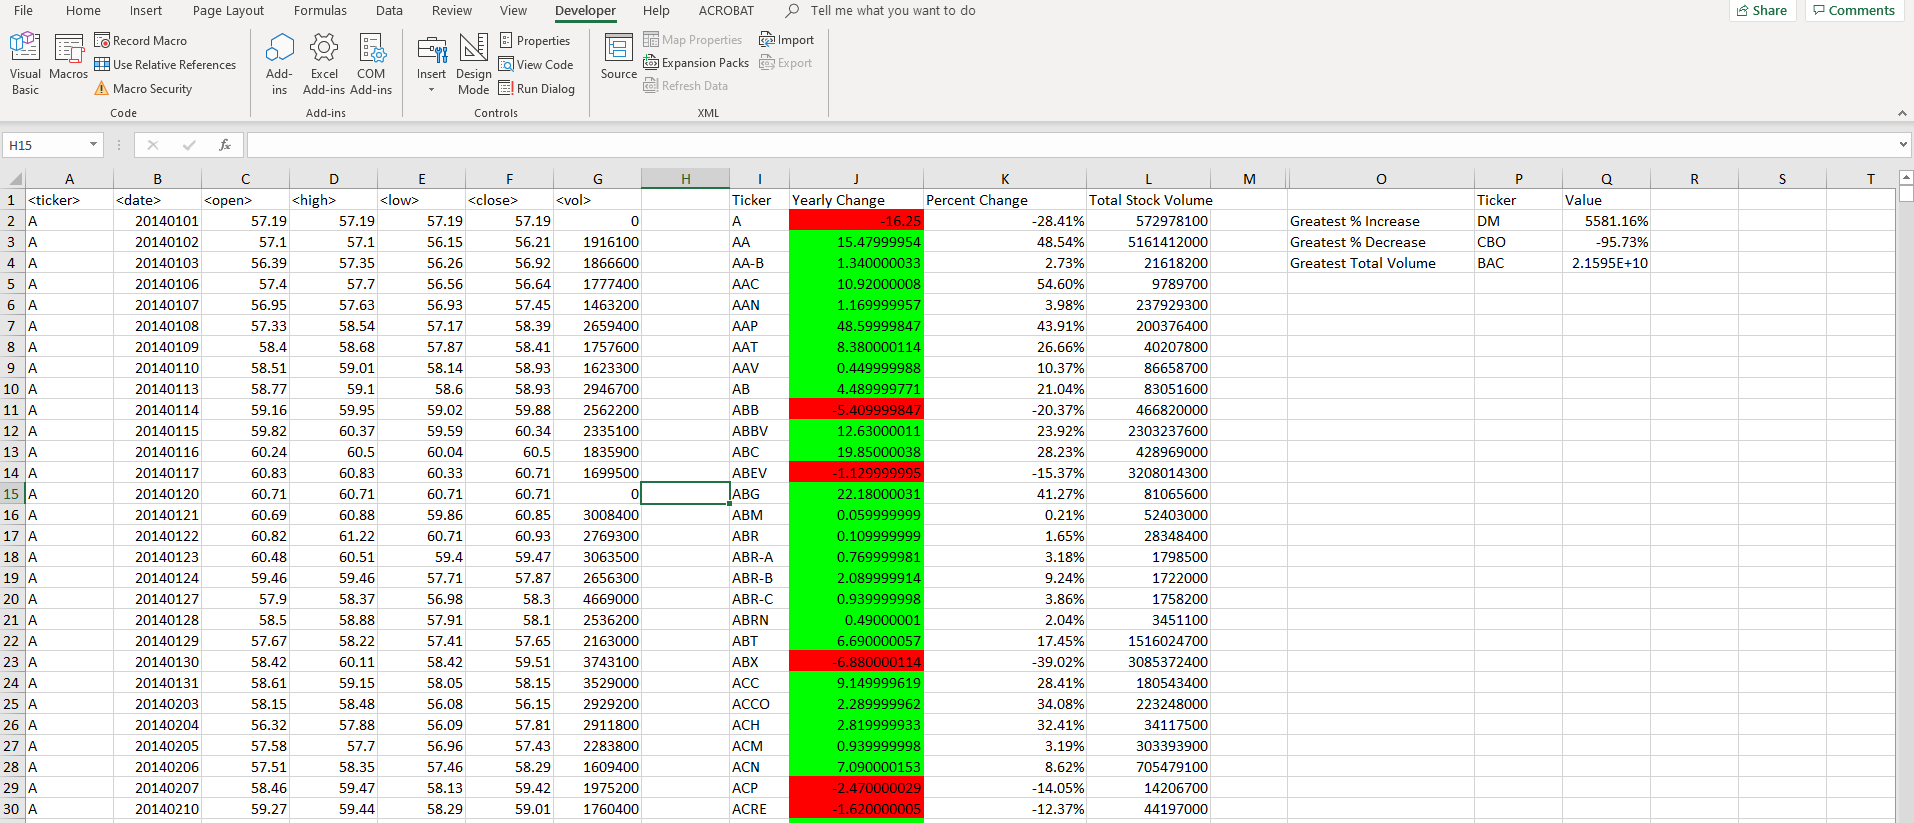 File Home Insert Page Layout Formulas Data Review View Developer Help ACROBAT Tell me what you want to do Share Comments
Visual Basic Macros Record Macro Use Relative References Macro Security Code
Add-ins Excel Add-ins COM Add-ins Add-ins
Insert Design Mode Properties View Code Run Dialog Controls
Source Map Properties Expansion Packs Refresh Data Import Export XML
H15 fx
A B C D E F G H I J K L M O P Q R S T
1 <ticker> <date> <open> <high> <low> <close> <vol> Ticker Yearly Change Percent Change Total Stock Volume Ticker Value
2 A 20140101 57.19 57.19 57.19 57.19 0 A -16.25 -28.41% 572978100 Greatest % Increase DM 5581.16%
3 A 20140102 57.1 57.1 56.15 56.21 1916100 AA 15.47999954 48.54% 5161412000 Greatest % Decrease CBO -95.73%
4 A 20140103 56.39 57.35 56.26 56.92 1866600 AA-B 1.340000033 2.73% 21618200 Greatest Total Volume BAC 2.1595E+10
5 A 20140106 57.4 57.7 56.56 56.64 1777400 AAC 10.92000008 54.60% 9789700
6 A 20140107 56.95 57.63 56.93 57.45 1463200 AAN 1.169999957 3.98% 237929300
7 A 20140108 57.33 58.54 57.17 58.39 2659400 AAP 48.59999847 43.91% 200376400
8 A 20140109 58.4 58.68 57.87 58.41 1757600 AAT 8.380000114 26.66% 40207800
9 A 20140110 58.51 59.01 58.14 58.93 1623300 AAV 0.449999988 10.37% 86658700
10 A 20140113 58.77 59.1 58.6 58.93 2946700 AB 4.489999771 21.04% 83051600
11 A 20140114 59.16 59.95 59.02 59.88 2562200 ABB -5.409999847 -20.37% 466820000
12 A 20140115 59.82 60.37 59.59 60.34 2335100 ABBV 12.63000011 23.92% 2303237600
13 A 20140116 60.24 60.5 60.04 60.5 1835900 ABC 19.85000038 28.23% 428969000
14 A 20140117 60.83 60.83 60.33 60.71 1699500 ABEV -1.129999995 -15.37% 3208014300
15 A 20140120 60.71 60.71 60.71 60.71 0 ABG 22.18000031 41.27% 81065600
16 A 20140121 60.69 60.88 59.86 60.85 3008400 ABM 0.059999999 0.21% 52403000
17 A 20140122 60.82 61.22 60.71 60.93 2769300 ABR 0.109999999 1.65% 28348400
18 A 20140123 60.48 60.51 59.4 59.47 3063500 ABR-A 0.769999981 3.18% 1798500
19 A 20140124 59.46 59.46 57.71 57.87 2656300 ABR-B 2.089999914 9.24% 1722000
20 A 20140127 57.9 58.37 56.98 58.3 4669000 ABR-C 0.939999998 3.86% 1758200
21 A 20140128 58.5 58.88 57.91 58.1 2536200 ABRN 0.49000001 2.04% 3451100
22 A 20140129 57.67 58.22 57.41 57.65 2163000 ABT 6.690000057 17.45% 1516024700
23 A 20140130 58.42 60.11 58.42 59.51 3743100 ABX -6.880000114 -39.02% 3085372400
24 A 20140131 58.61 59.15 58.05 58.15 3529000 ACC 9.149999619 28.41% 180543400
25 A 20140203 58.15 58.48 56.08 56.15 2929200 ACCO 2.289999962 34.08% 223248000
26 A 20140204 56.32 57.88 56.09 57.81 2911800 ACH 2.819999933 32.41% 34117500
27 A 20140205 57.58 57.7 56.96 57.43 2283800 ACM 0.939999998 3.19% 303393900
28 A 20140206 57.51 58.35 57.46 58.29 1609400 ACN 7.090000153 8.62% 705479100
29 A 20140207 58.46 59.47 58.13 59.42 1975200 ACP -2.470000029 -14.05% 14206700
30 A 20140210 59.27 59.44 58.29 59.01 1760400 ACRE -1.620000005 -12.37% 44197000